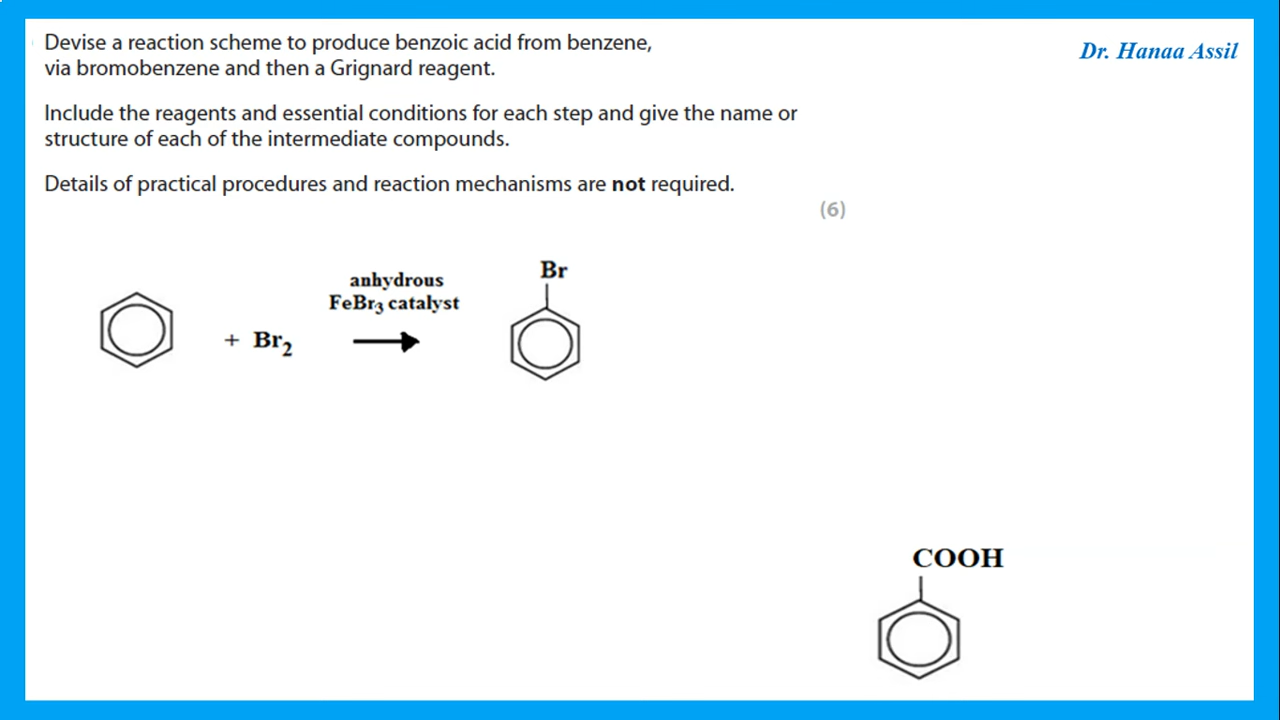 Devise a reaction scheme to produce benzoic acid from benzene,
via bromobenzene and then a Grignard reagent.
Dr. Hanaa Assil
Include the reagents and essential conditions for each step and give the name or
structure of each of the intermediate compounds.
Details of practical procedures and reaction mechanisms are not required.
(6)
anhydrous
FeBr₃ catalyst
Br
+ Br₂
COOH